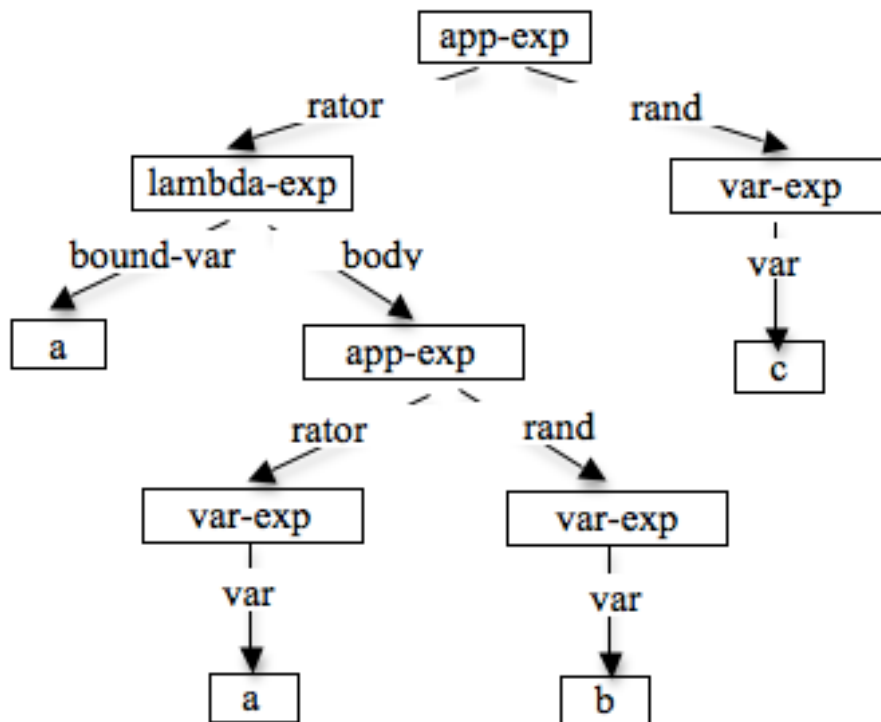 app-exp
rator
rand
lambda-exp
var-exp
bound-var
body
var
a
app-exp
c
rator
rand
var-exp
var-exp
var
var
a
b